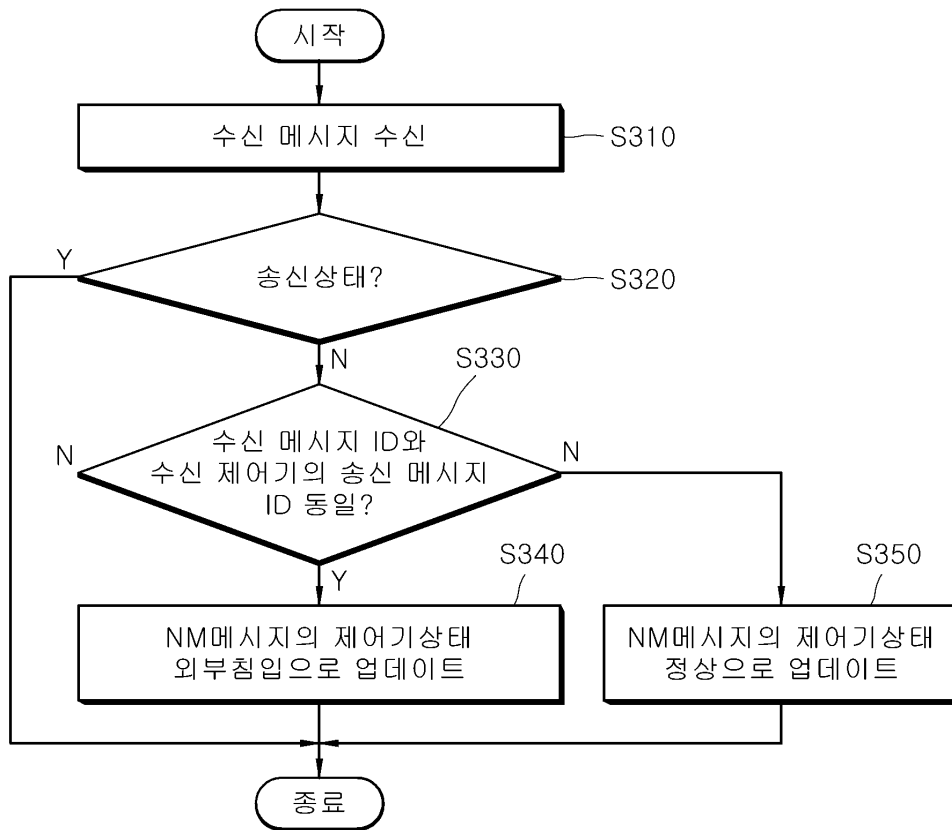 시작
수신 메시지 수신
S310
Y
송신상태?
S320
N
S330
N
수신 메시지 ID와
수신 제어기의 송신 메시지
ID 동일?
N
S340
S350
Y
NM메시지의 제어기상태
외부침입으로 업데이트
NM메시지의 제어기상태
정상으로 업데이트
종료